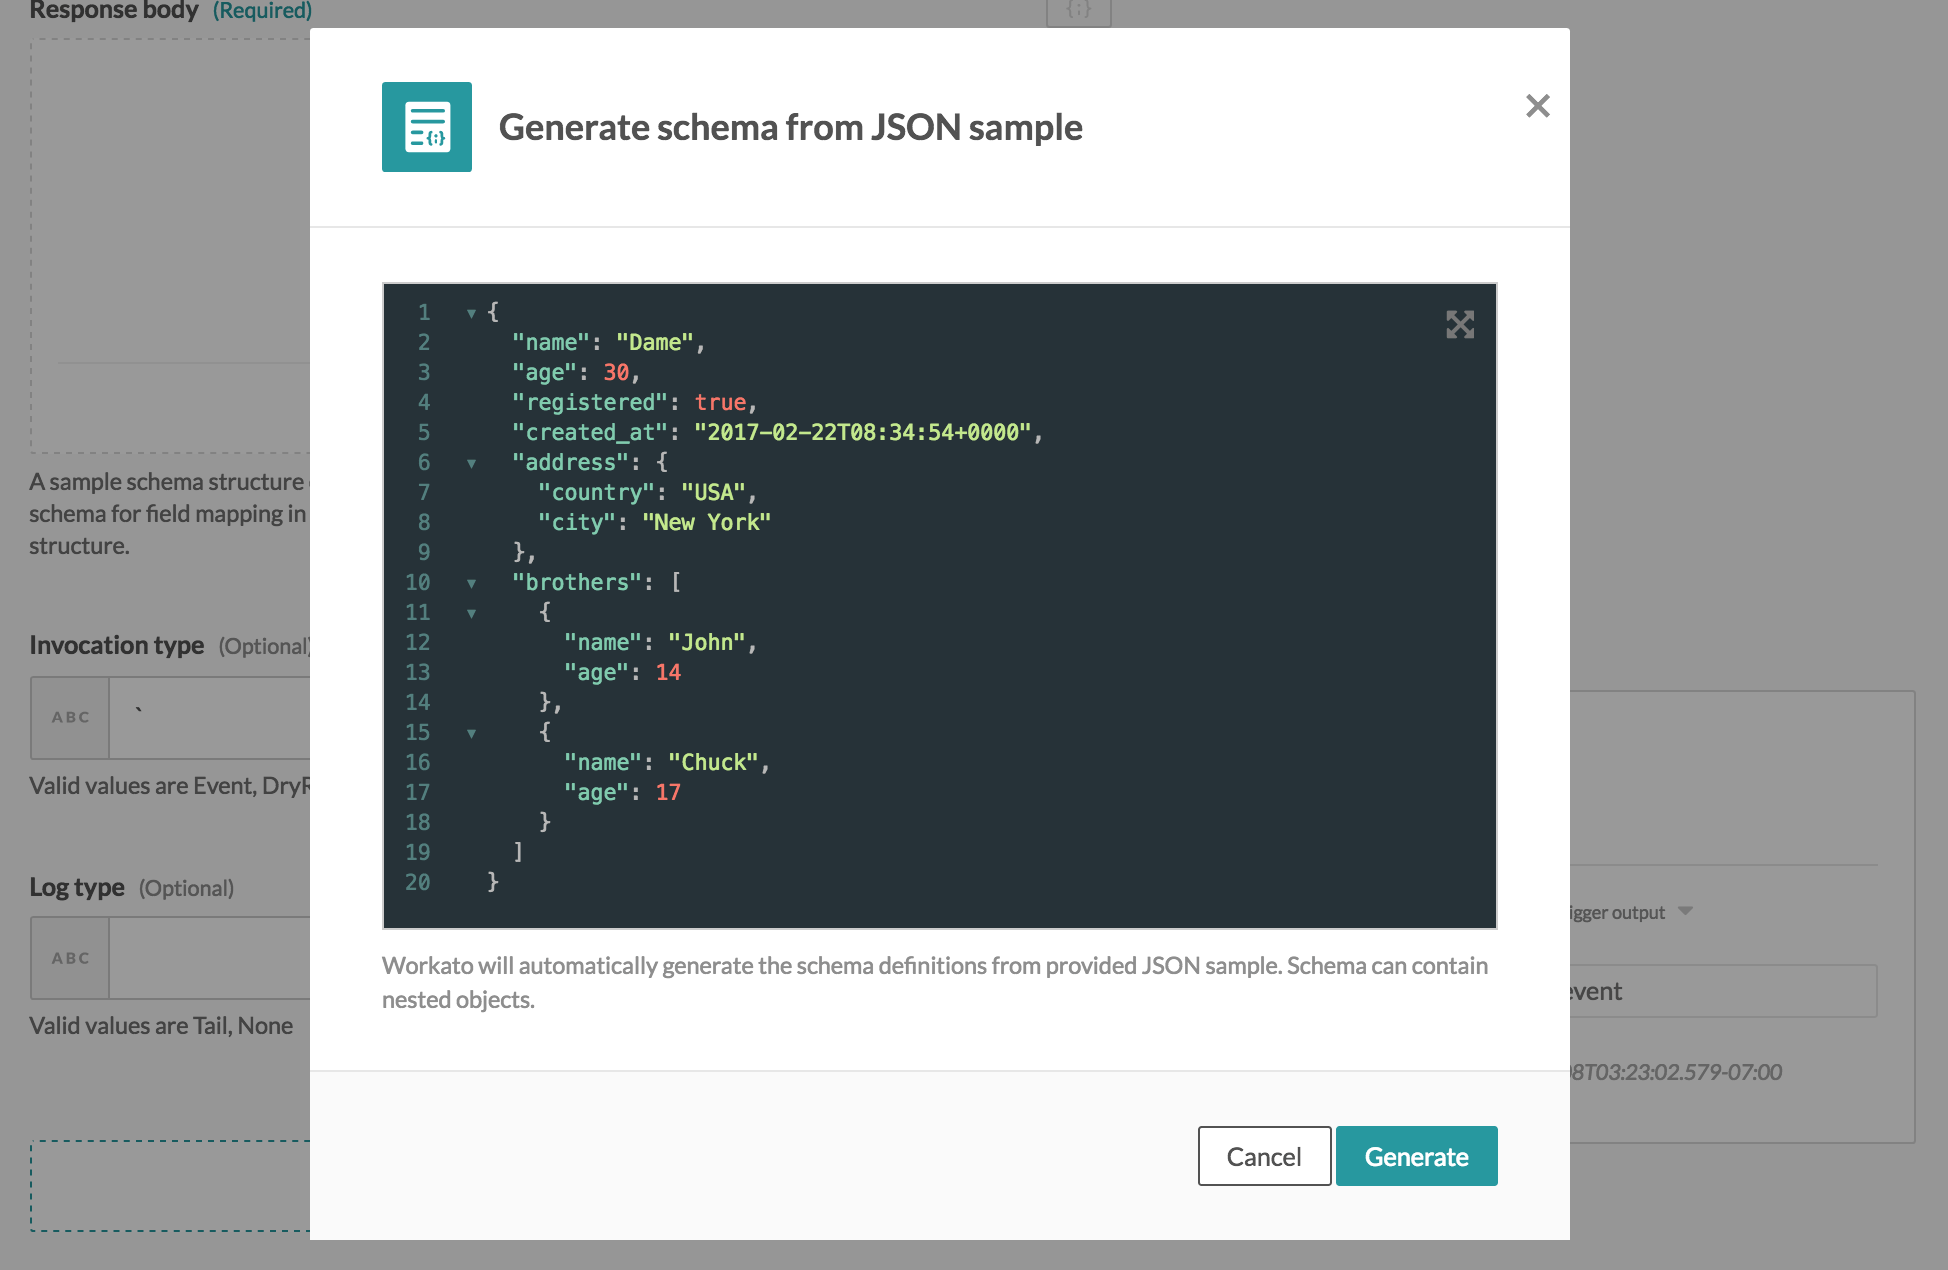 Response body (Required)
{;}
Generate schema from JSON sample
{;}
1 {
2 "name": "Dame",
3 "age": 30,
4 "registered": true,
5 "created_at": "2017-02-22T08:34:54+0000",
6 "address": {
7 "country": "USA",
8 "city": "New York"
9 },
10 "brothers": [
11 {
12 "name": "John",
13 "age": 14
14 },
15 {
16 "name": "Chuck",
17 "age": 17
18 }
19 ]
20 }
Workato will automatically generate the schema definitions from provided JSON sample. Schema can contain
nested objects.
Cancel
Generate
A sample schema structure
schema for field mapping in
structure.
Invocation type (Optional)
ABC `
Valid values are Event, DryR
Log type (Optional)
ABC
Valid values are Tail, None
igger output
event
08T03:23:02.579-07:00